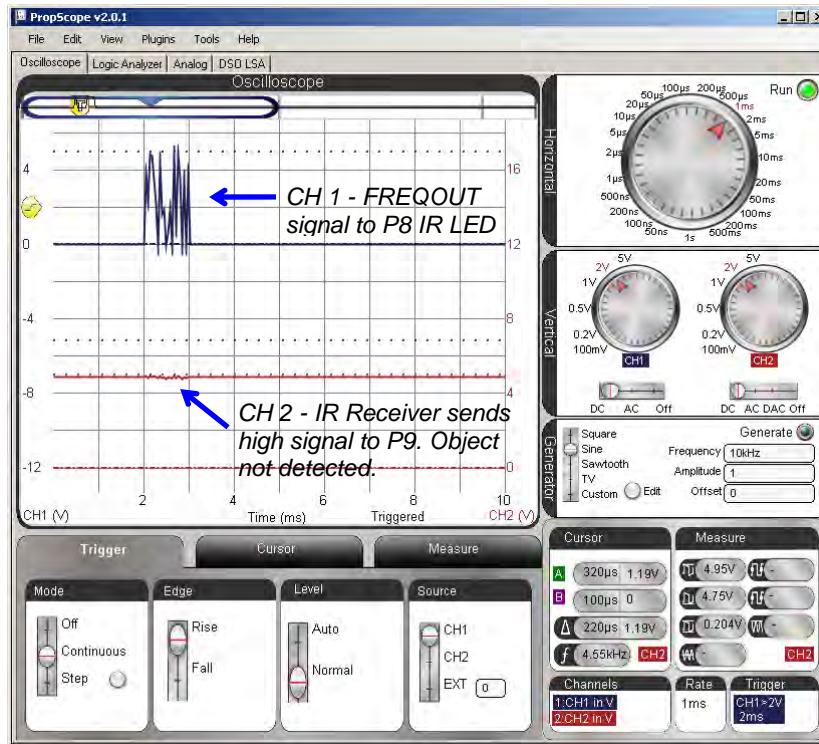 PropScope v2.0.1
File Edit View Plugins Tools Help
Oscilloscope Logic Analyzer Analog DSO LSA
Oscilloscope
T
4
0
-4
-8
-12
16
12
8
4
0
CH 1 - FREQOUT
signal to P8 IR LED
CH 2 - IR Receiver sends
high signal to P9. Object
not detected.
2 4 6 8 10
CH1 (V) Time (ms) Triggered CH2 (V)
Horizontal
Run
50ns
100ns
200ns
500ns
1µs
2µs
5µs
10µs
20µs
50µs
100µs
200µs
500µs
1ms
2ms
5ms
10ms
20ms
50ms
100ms
200ms
500ms
1s
Vertical
5V
2V
1V
0.5V
0.2V
100mV
CH1
DC AC Off
5V
2V
1V
0.5V
0.2V
100mV
CH2
DC AC DAC Off
Generator
Square
Sine
Sawtooth
TV
Custom Edit
Generate
Frequency 10kHz
Amplitude 1
Offset 0
Trigger Cursor Measure
Mode
Off
Continuous
Step
Edge
Rise
Fall
Level
Auto
Normal
Source
CH1
CH2
EXT 0
Cursor
A 320µs 1.19V
B 100µs 0
Δ 220µs 1.19V
f 4.55kHz CH2
Measure
4.95V -
4.75V -
0.204V -
- CH2
Channels
1:CH1 in V
2:CH2 in V
Rate
1ms
Trigger
CH1>2V
2ms